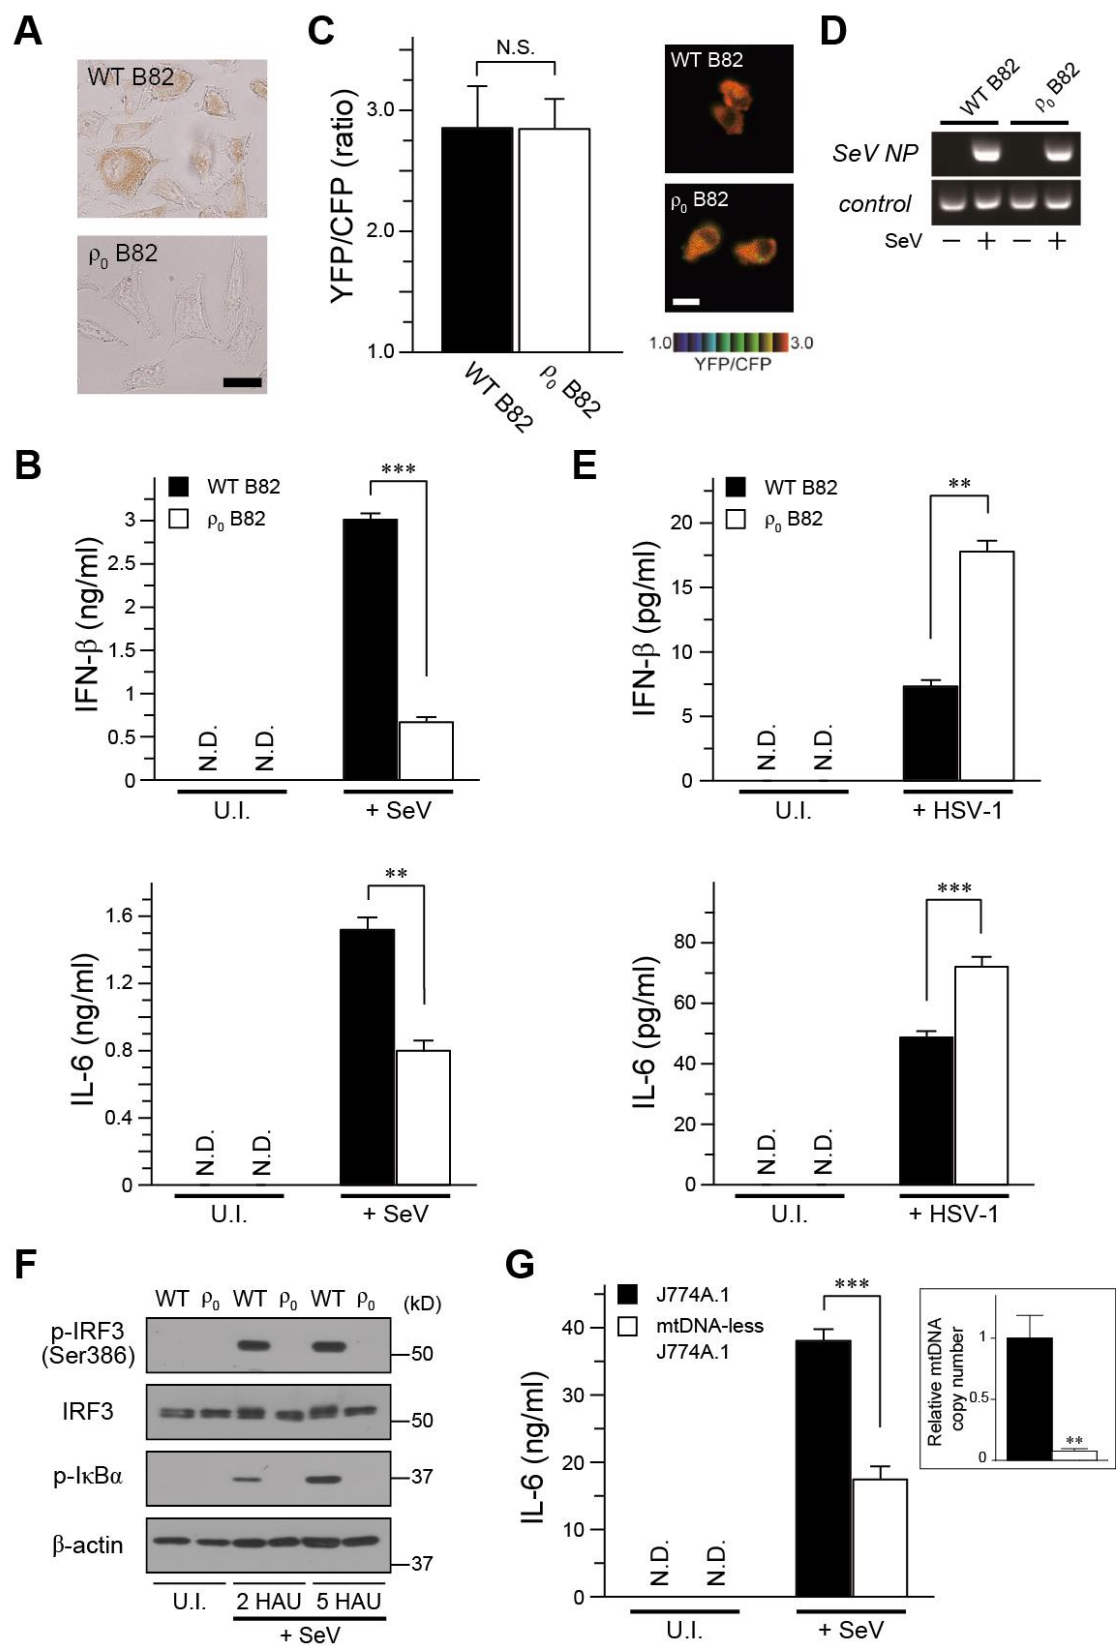 A
WT B82
ρ0 B82
C
YFP/CFP (ratio)
3.0
2.0
1.0
N.S.
WT B82
ρ0 B82
WT B82
ρ0 B82
1.0
3.0
YFP/CFP
D
WT B82
ρ0 B82
SeV NP
control
SeV
− + − +
B
WT B82
ρ0 B82
***
IFN-β (ng/ml)
3
2.5
2
1.5
1
0.5
0
N.D.
N.D.
U.I.
+ SeV
**
IL-6 (ng/ml)
1.6
1.2
0.8
0.4
0
N.D.
N.D.
U.I.
+ SeV
E
WT B82
ρ0 B82
**
IFN-β (pg/ml)
20
15
10
5
0
N.D.
N.D.
U.I.
+ HSV-1
***
IL-6 (pg/ml)
80
60
40
20
0
N.D.
N.D.
U.I.
+ HSV-1
F
WT ρ0 WT ρ0 WT ρ0 (kD)
p-IRF3
(Ser386)
50
IRF3
50
p-IκBα
37
β-actin
37
U.I. 2 HAU 5 HAU
+ SeV
G
J774A.1
mtDNA-less
J774A.1
***
IL-6 (ng/ml)
40
30
20
10
0
N.D.
N.D.
U.I.
+ SeV
Relative mtDNA
copy number
1
0.5
0
**